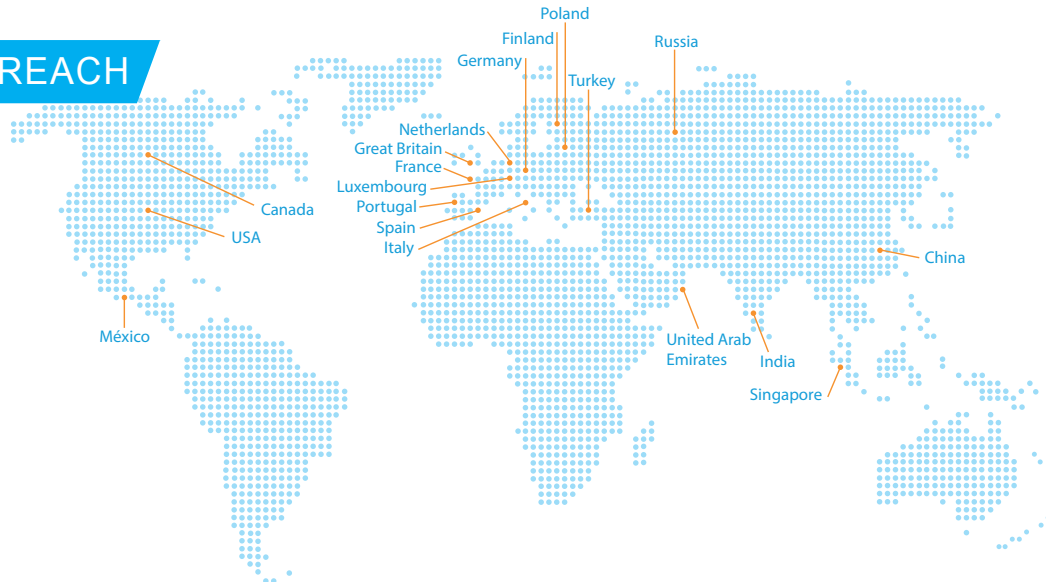 REACH
Poland
Finland
Russia
Germany
Turkey
Netherlands
Great Britain
France
Luxembourg
Portugal
Spain
Italy
Canada
USA
China
México
United Arab
Emirates
India
Singapore